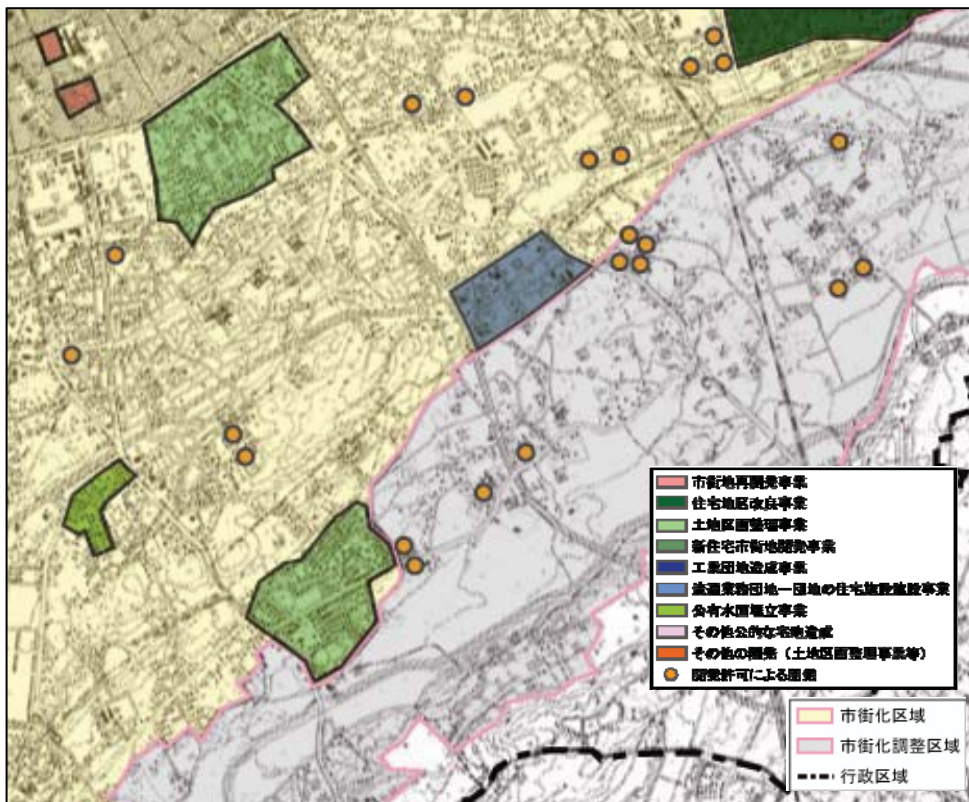 市街地再開発事業
住宅地区改良事業
土地区画整理事業
新住宅市街地開発事業
工業団地造成事業
流通業務団地一団地の住宅施設建設事業
公有水面埋立事業
その他公的な宅地造成
その他の開発（土地区画整理事業等）
開発許可による開発
市街化区域
市街化調整区域
行政区域